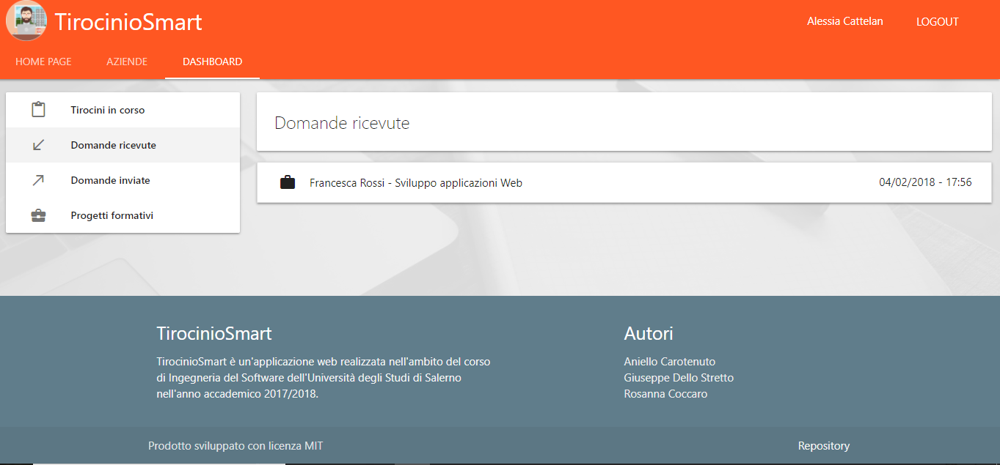 TirocinioSmart
Alessia Cattelan
LOGOUT
HOME PAGE
AZIENDE
DASHBOARD
Tirocini in corso
Domande ricevute
Domande inviate
Progetti formativi
Domande ricevute
Francesca Rossi - Sviluppo applicazioni Web
04/02/2018 - 17:56
TirocinioSmart
TirocinioSmart è un'applicazione web realizzata nell'ambito del corso
di Ingegneria del Software dell'Università degli Studi di Salerno
nell'anno accademico 2017/2018.
Autori
Aniello Carotenuto
Giuseppe Dello Stretto
Rosanna Coccaro
Prodotto sviluppato con licenza MIT
Repository